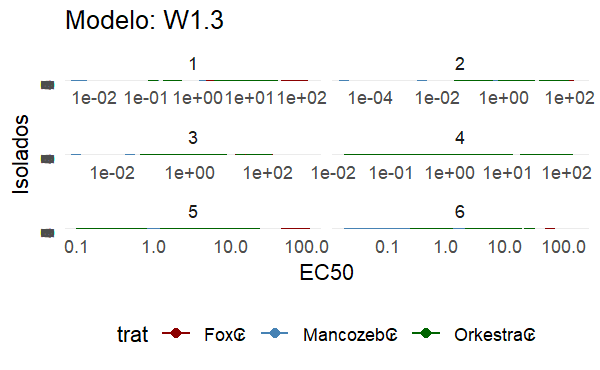 Modelo: W1.3
1 2
1e-02 1e-01 1e+00 1e+01 1e+02 1e-04 1e-02 1e+00 1e+02
3 4
1e-02 1e+00 1e+02 1e-02 1e-01 1e+00 1e+01 1e+02
5 6
0.1 1.0 10.0 100.0 0.1 1.0 10.0 100.0
Isolados
EC50
trat Fox Mancozeb Orkestra